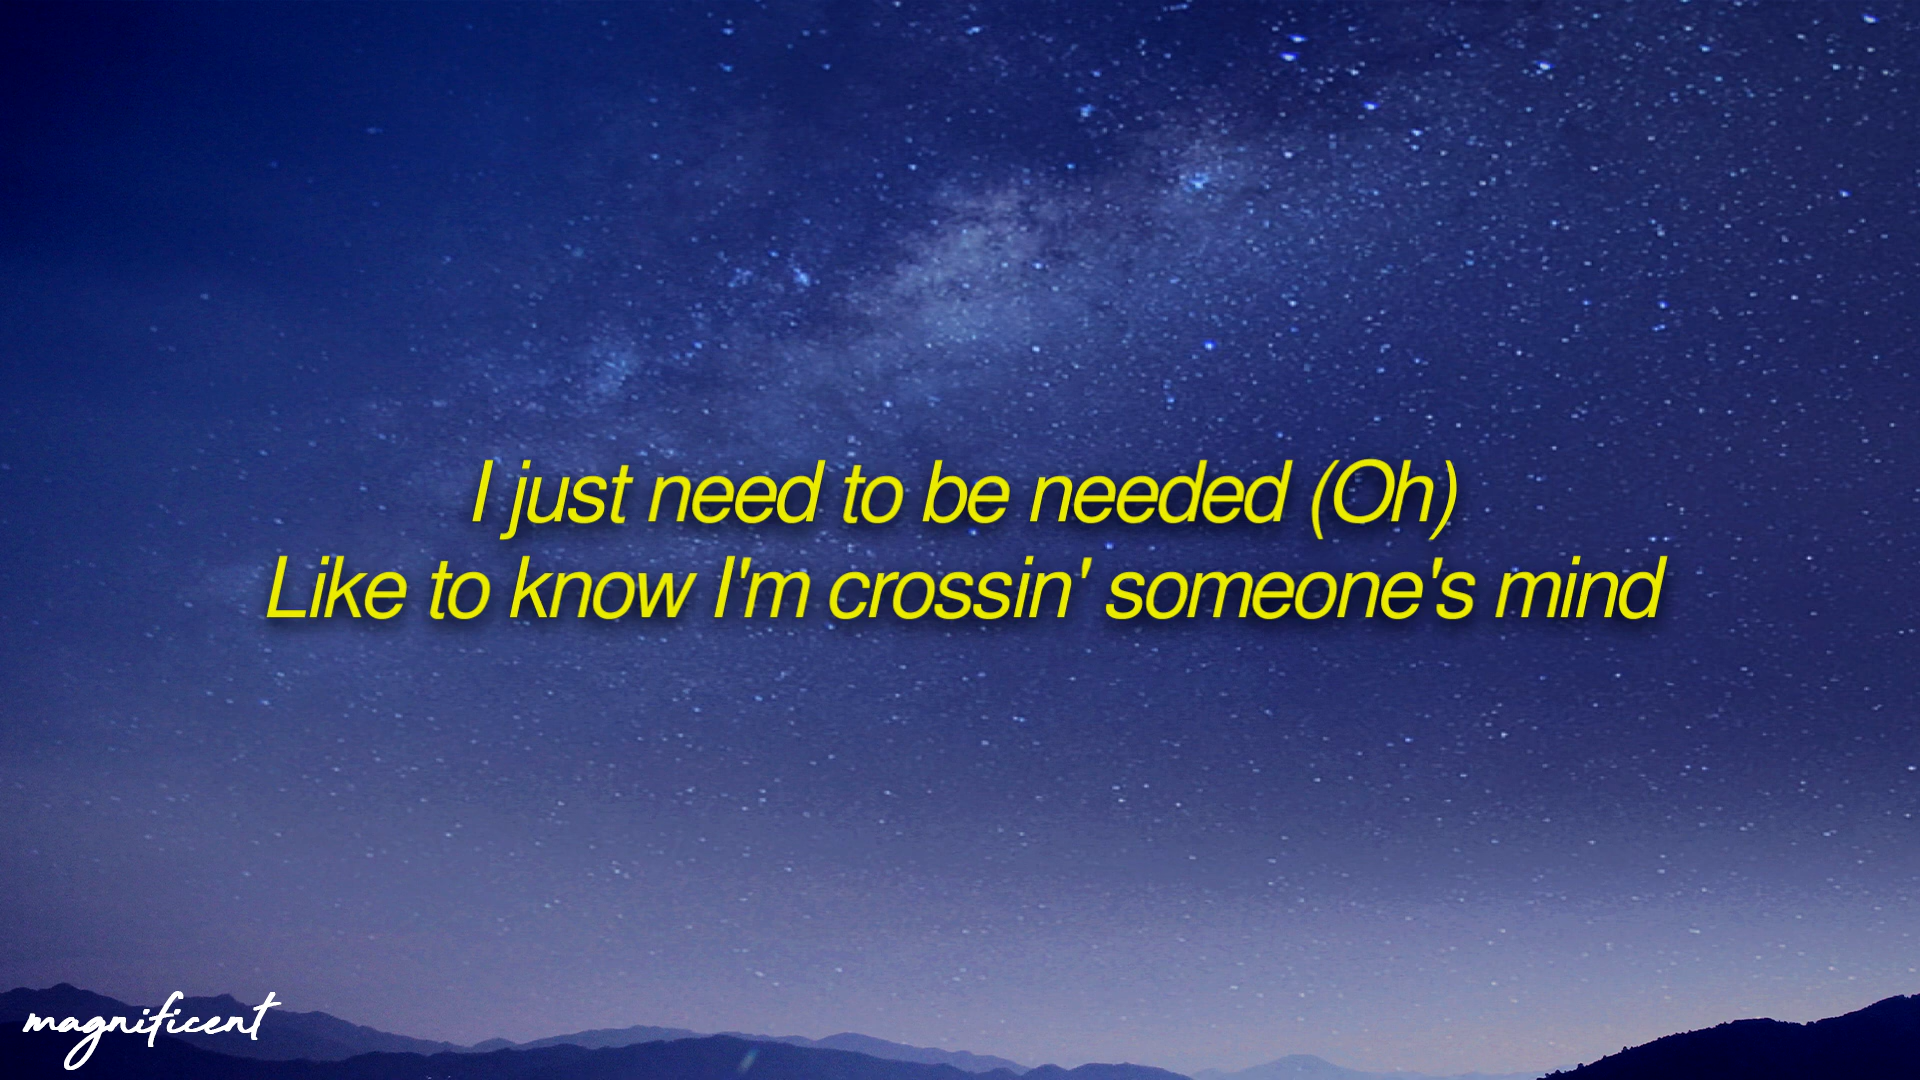 I just need to be needed (Oh)
Like to know I'm crossin' someone's mind
magnificent